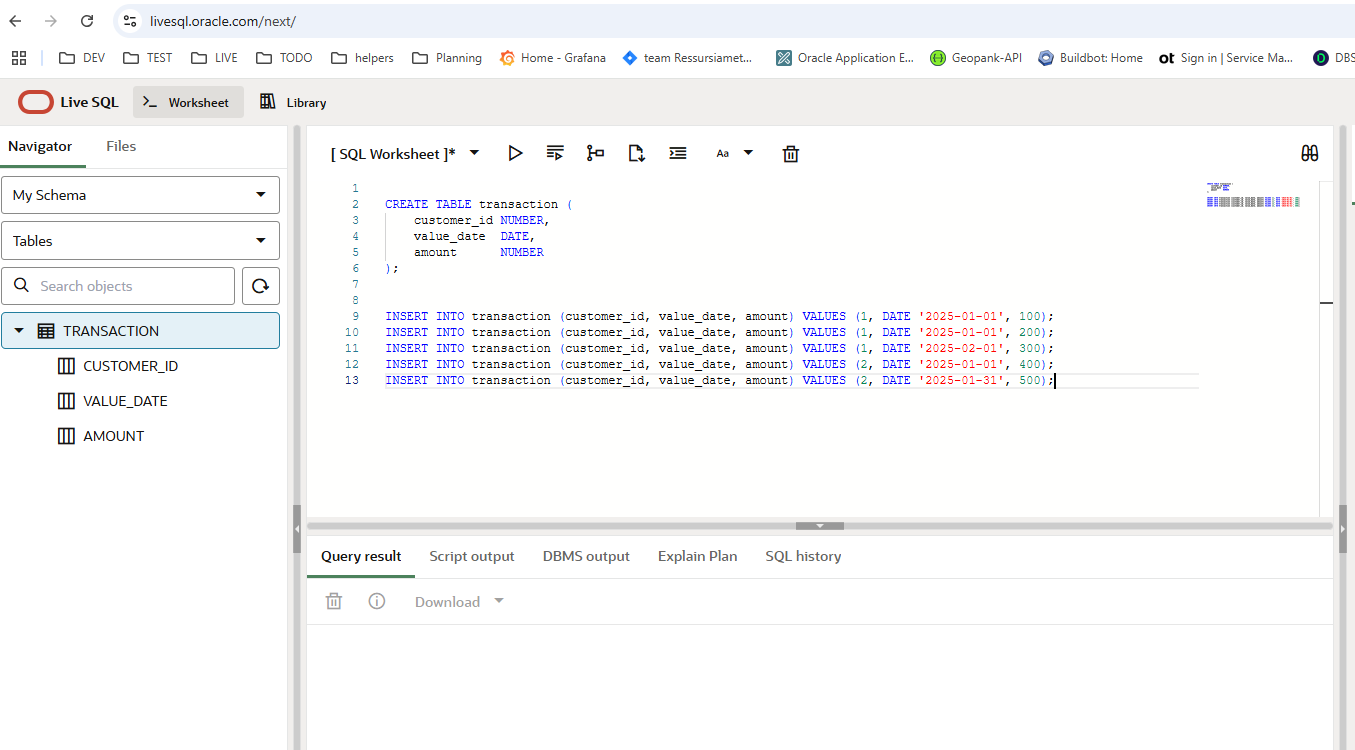 livesql.oracle.com/next/
DEV TEST LIVE TODO helpers Planning Home - Grafana team Ressursiamet... Oracle Application E... Geopank-API Buildbot: Home ot Sign in | Service Ma... D DBS
Live SQL >_ Worksheet Library
Navigator Files
[ SQL Worksheet ]* Aa
My Schema
Tables
Search objects
TRANSACTION
CUSTOMER_ID
VALUE_DATE
AMOUNT
1
2 CREATE TABLE transaction (
3 customer_id NUMBER,
4 value_date  DATE,
5 amount      NUMBER
6 );
7
8
9 INSERT INTO transaction (customer_id, value_date, amount) VALUES (1, DATE '2025-01-01', 100);
10 INSERT INTO transaction (customer_id, value_date, amount) VALUES (1, DATE '2025-01-01', 200);
11 INSERT INTO transaction (customer_id, value_date, amount) VALUES (1, DATE '2025-02-01', 300);
12 INSERT INTO transaction (customer_id, value_date, amount) VALUES (2, DATE '2025-01-01', 400);
13 INSERT INTO transaction (customer_id, value_date, amount) VALUES (2, DATE '2025-01-31', 500);
Query result Script output DBMS output Explain Plan SQL history
Download